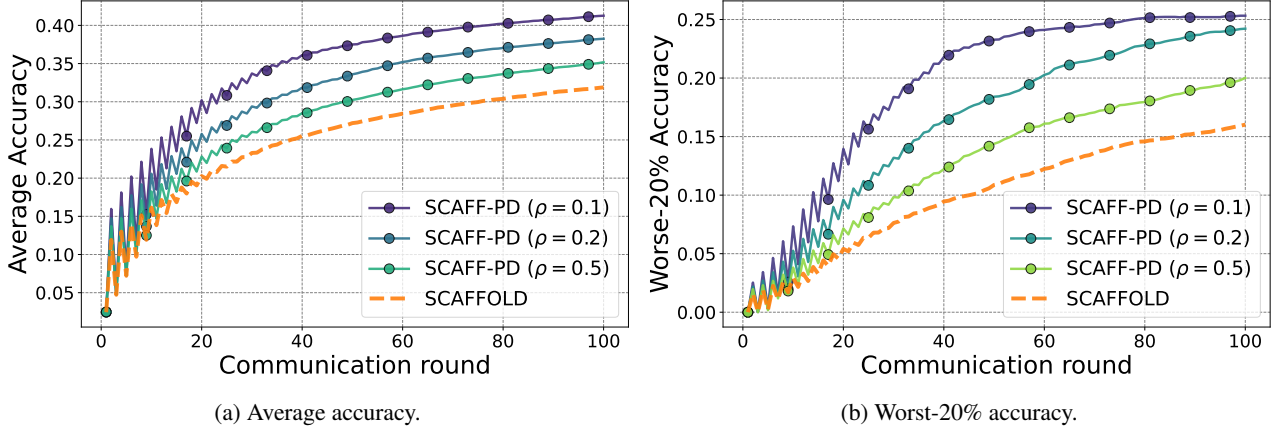 0.40
0.35
0.30
0.25
0.20
0.15
0.10
0.05
Average Accuracy
SCAFF-PD (ρ = 0.1)
SCAFF-PD (ρ = 0.2)
SCAFF-PD (ρ = 0.5)
SCAFFOLD
0 20 40 60 80 100
Communication round
(a) Average accuracy.
0.25
0.20
0.15
0.10
0.05
0.00
Worse-20% Accuracy
SCAFF-PD (ρ = 0.1)
SCAFF-PD (ρ = 0.2)
SCAFF-PD (ρ = 0.5)
SCAFFOLD
0 20 40 60 80 100
Communication round
(b) Worst-20% accuracy.